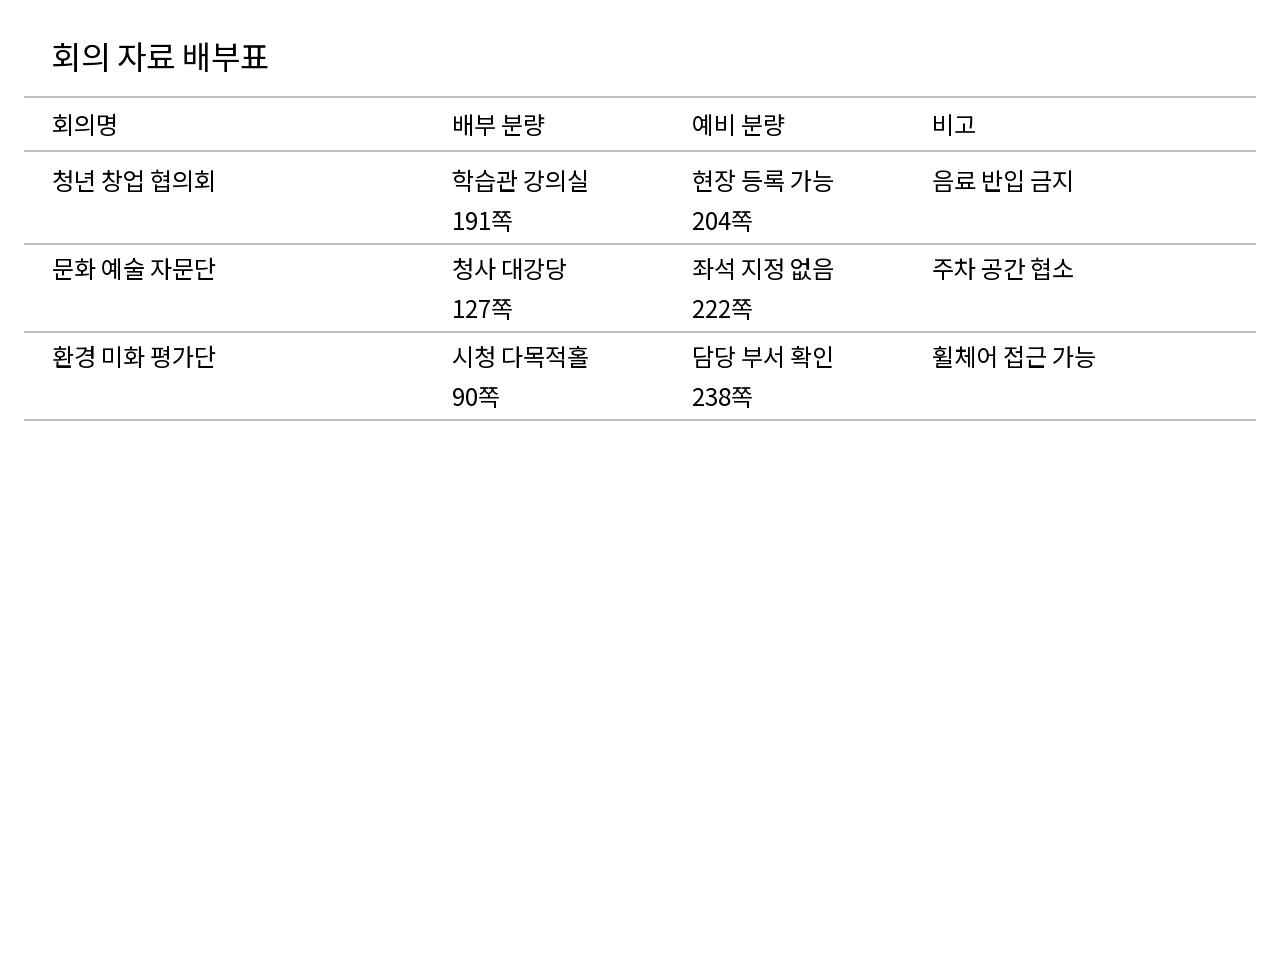 회의 자료 배부표
회의명 배부 분량 예비 분량 비고
청년 창업 협의회 학습관 강의실 현장 등록 가능 음료 반입 금지
191쪽 204쪽
문화 예술 자문단 청사 대강당 좌석 지정 없음 주차 공간 협소
127쪽 222쪽
환경 미화 평가단 시청 다목적홀 담당 부서 확인 휠체어 접근 가능
90쪽 238쪽